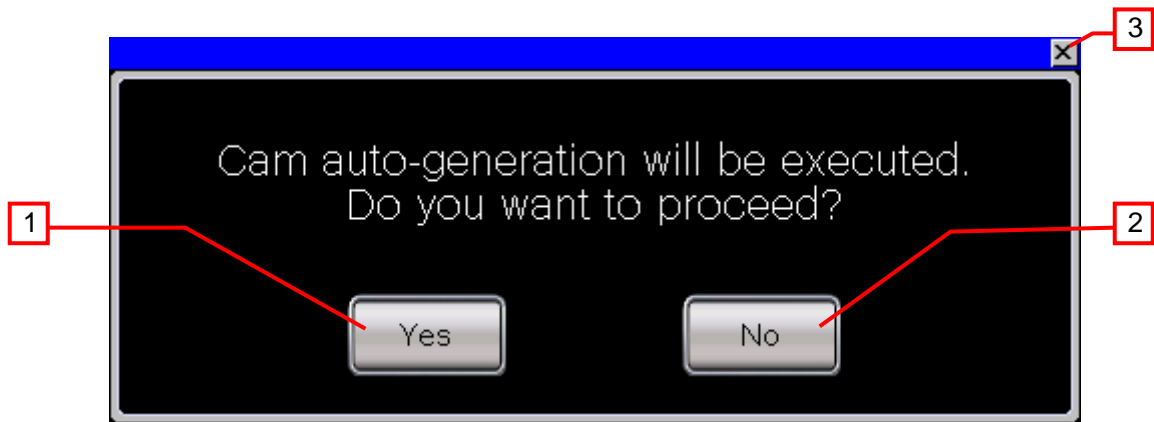 3
Cam auto-generation will be executed.
Do you want to proceed?
1
2
Yes No